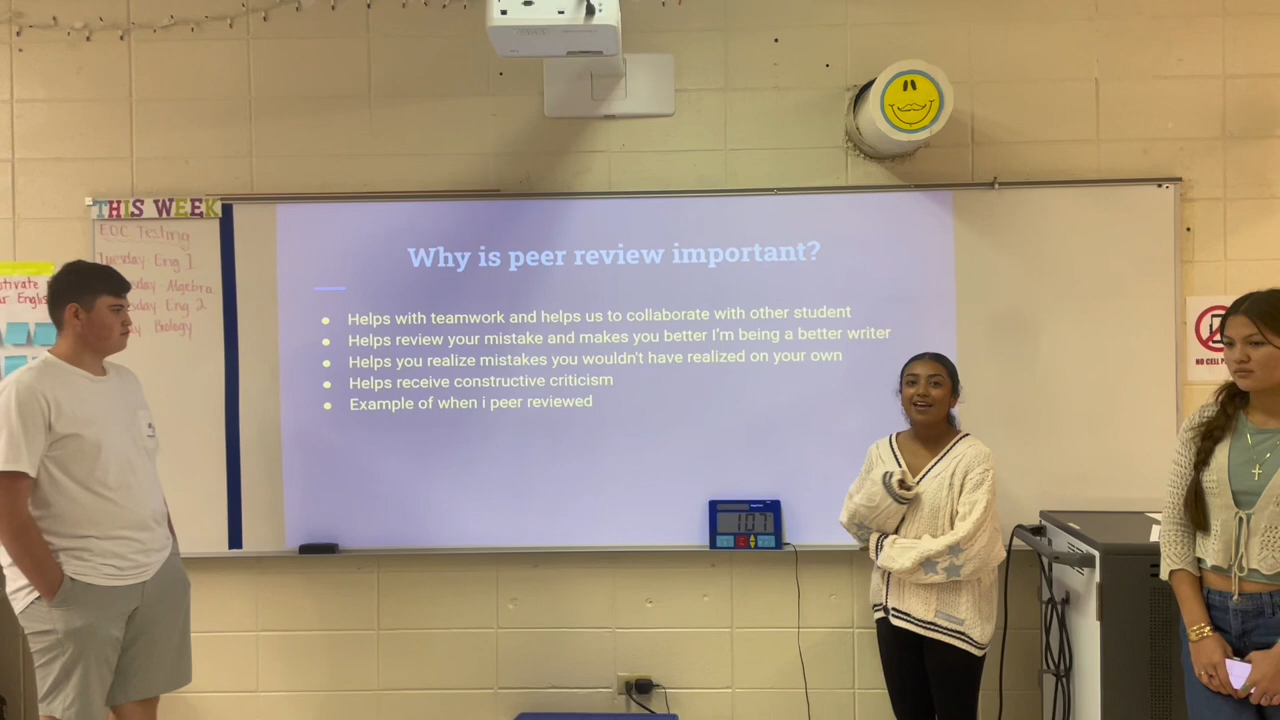 THIS WEEK
EOC Testing
Tuesday Eng 1
sday Algebra
sday Eng 2
Biology
Why is peer review important?
● Helps with teamwork and helps us to collaborate with other student
● Helps review your mistake and makes you better I'm being a better writer
● Helps you realize mistakes you wouldn't have realized on your own
● Helps receive constructive criticism
● Example of when i peer reviewed
107
NO CELL